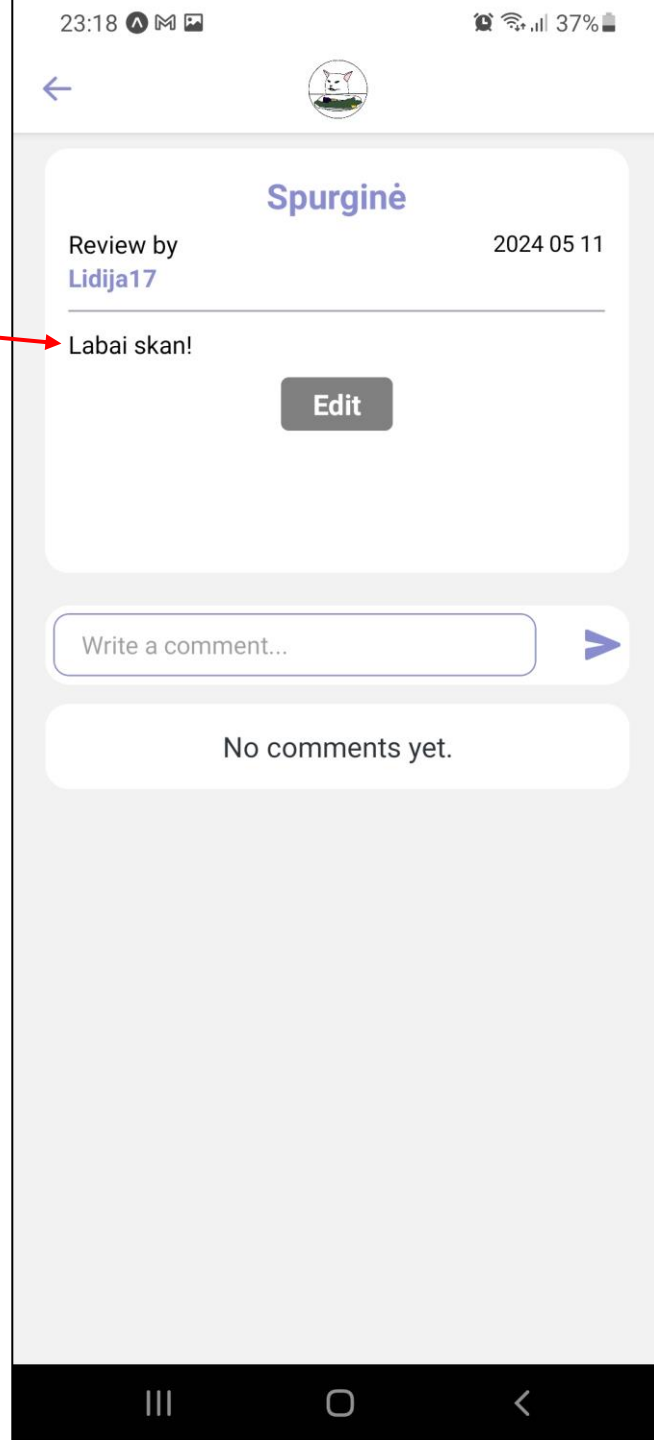 23:18
37%
Spurginė
Review by
2024 05 11
Lidija17
Labai skan!
Edit
Write a comment...
No comments yet.